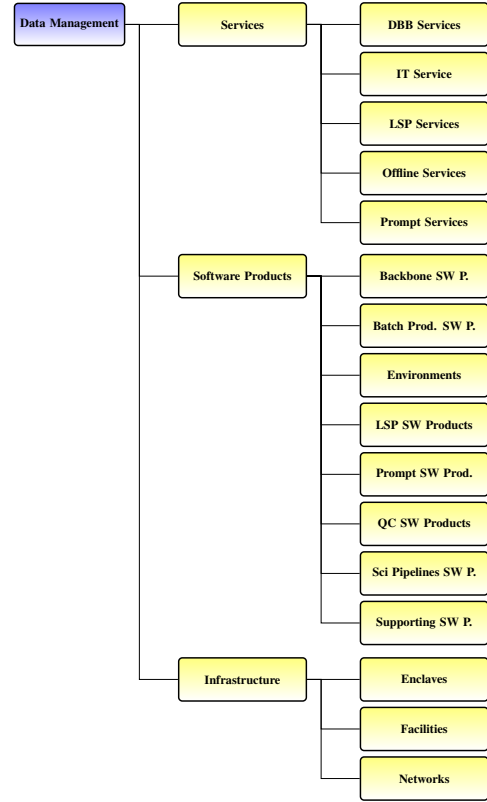 Data Management
Services
DBB Services
IT Service
LSP Services
Offline Services
Prompt Services
Software Products
Backbone SW P.
Batch Prod. SW P.
Environments
LSP SW Products
Prompt SW Prod.
QC SW Products
Sci Pipelines SW P.
Supporting SW P.
Infrastructure
Enclaves
Facilities
Networks